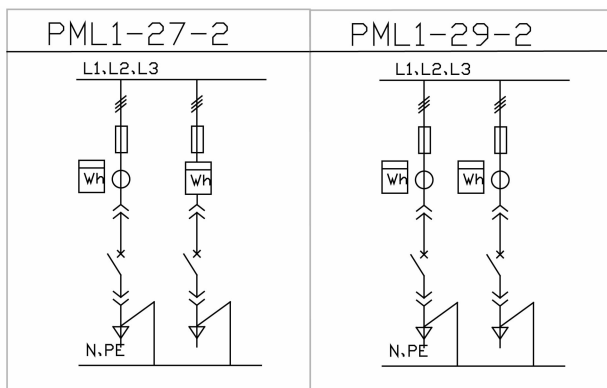 PML1-27-2
L1、L2、L3
Wh
Wh
N、PE
PML1-29-2
L1、L2、L3
Wh
Wh
N、PE